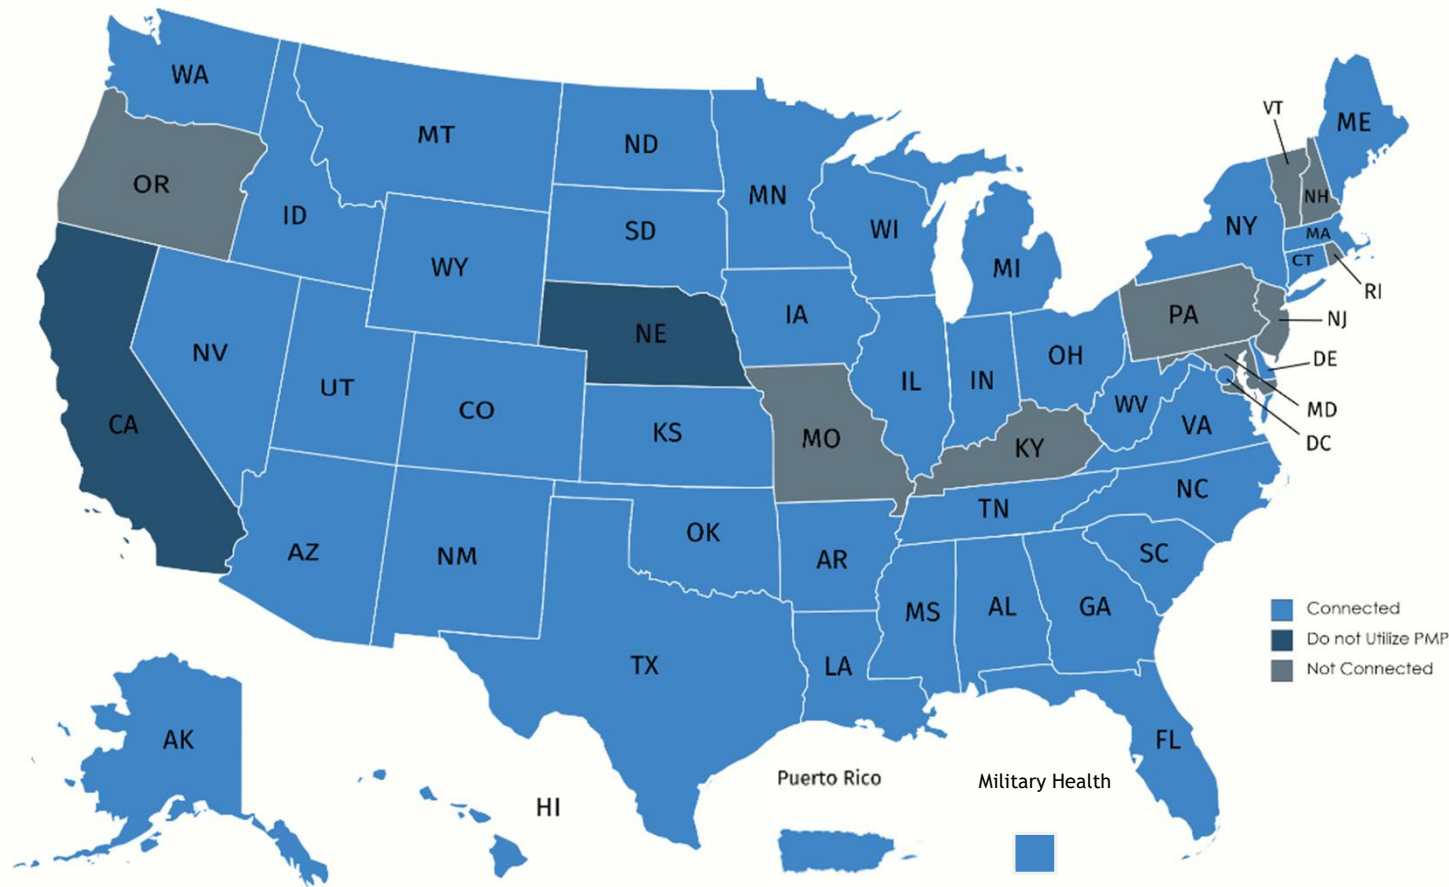 WA
MT
ND
MN
OR
ID
SD
WI
MI
WY
NE
IA
NV
UT
CO
KS
CA
MO
IL
IN
OH
KY
WV
VA
PA
NY
VT
ME
NH
MA
CT
RI
NJ
DE
MD
DC
AZ
NM
OK
AR
TN
NC
SC
MS
AL
GA
TX
LA
FL
AK
HI
Puerto Rico
Military Health
Connected
Do not Utilize PMP
Not Connected